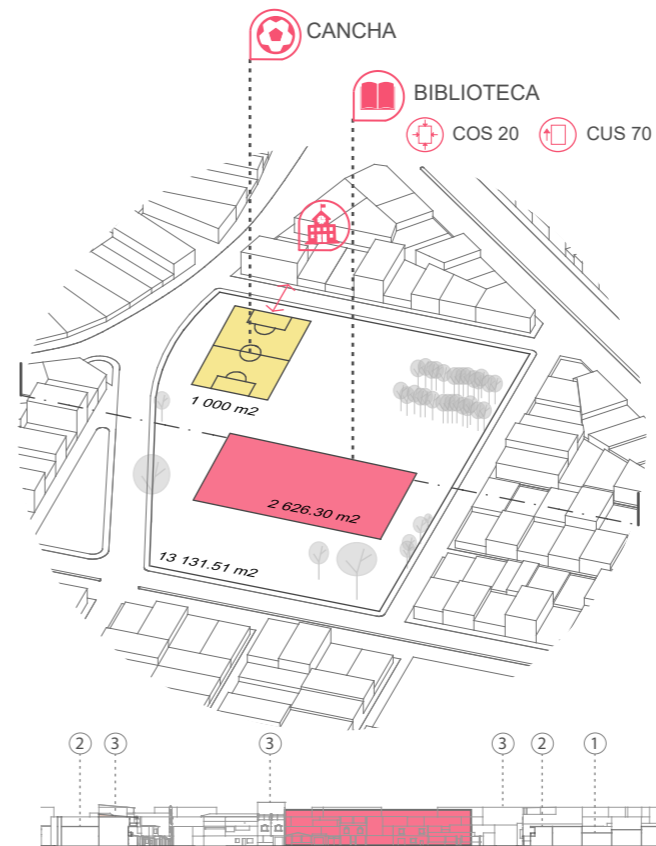 CANCHA
BIBLIOTECA
COS 20 CUS 70
1 000 m2
2 626.30 m2
13 131.51 m2
2 3 3 3 2 1